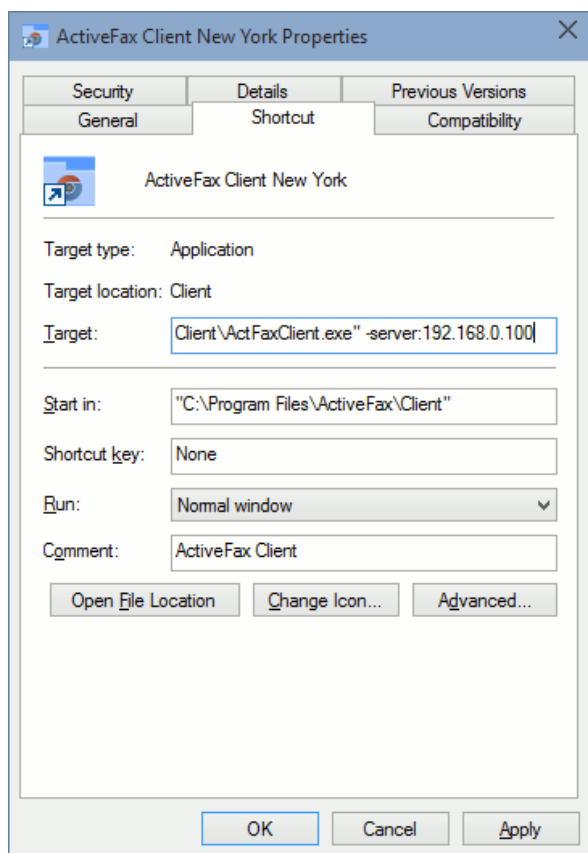 ActiveFax Client New York Properties
Security Details Previous Versions
General Shortcut Compatibility
ActiveFax Client New York
Target type: Application
Target location: Client
Target: Client\ActFaxClient.exe" -server:192.168.0.100
Start in: "C:\Program Files\ActiveFax\Client"
Shortcut key: None
Run: Normal window
Comment: ActiveFax Client
Open File Location Change Icon... Advanced...
OK Cancel Apply